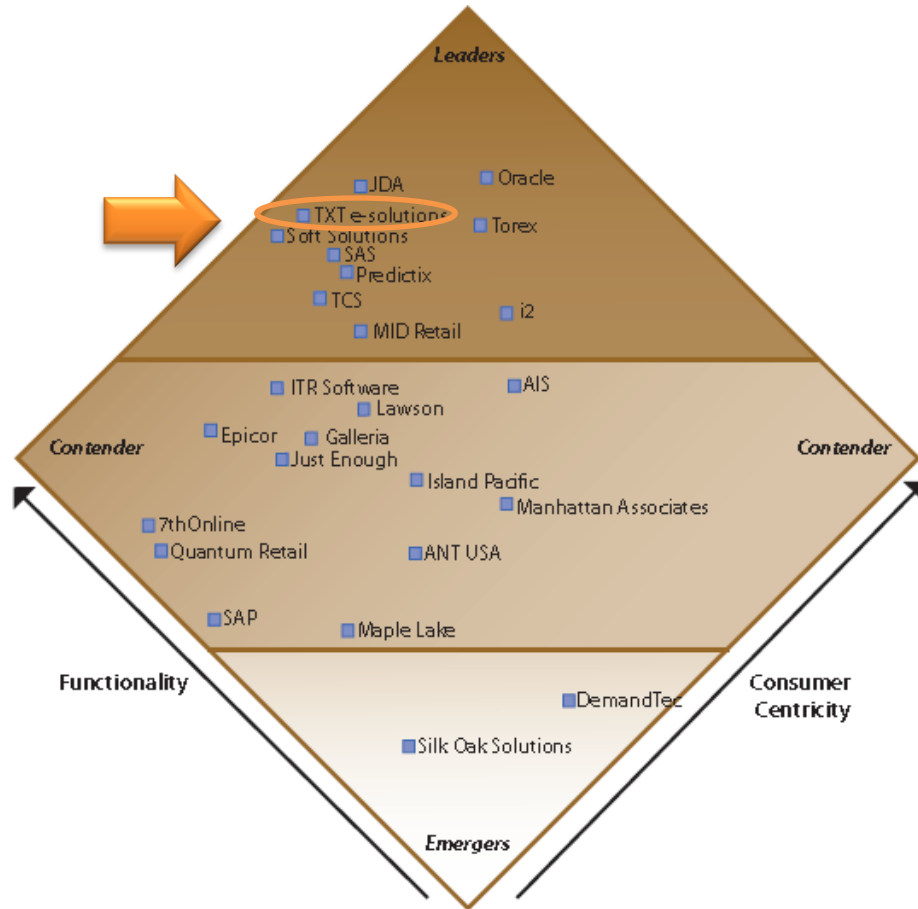 Leaders
JDA
Oracle
TXT e-solutions
Torex
Soft Solutions
SAS
Predictix
TCS
i2
MID Retail
ITR Software
AIS
Lawson
Contender
Epicor
Galleria
Contender
Just Enough
Island Pacific
Manhattan Associates
7thOnline
Quantum Retail
ANT USA
SAP
Maple Lake
Functionality
Consumer
Centricity
DemandTec
Silk Oak Solutions
Emergers